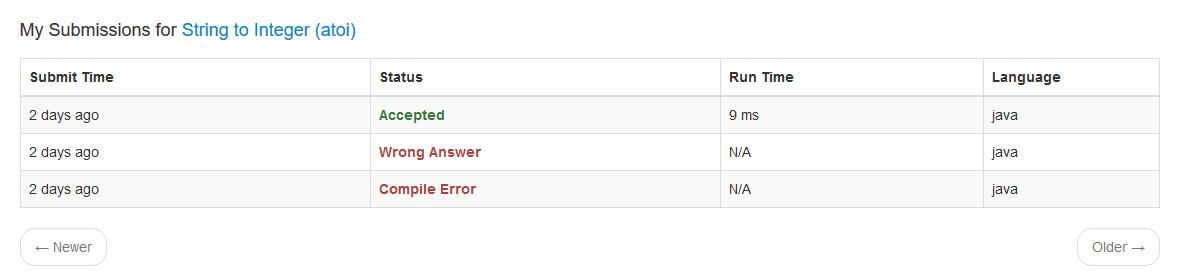 My Submissions for String to Integer (atoi)
Submit Time Status Run Time Language
2 days ago Accepted 9 ms java
2 days ago Wrong Answer N/A java
2 days ago Compile Error N/A java
← Newer Older →